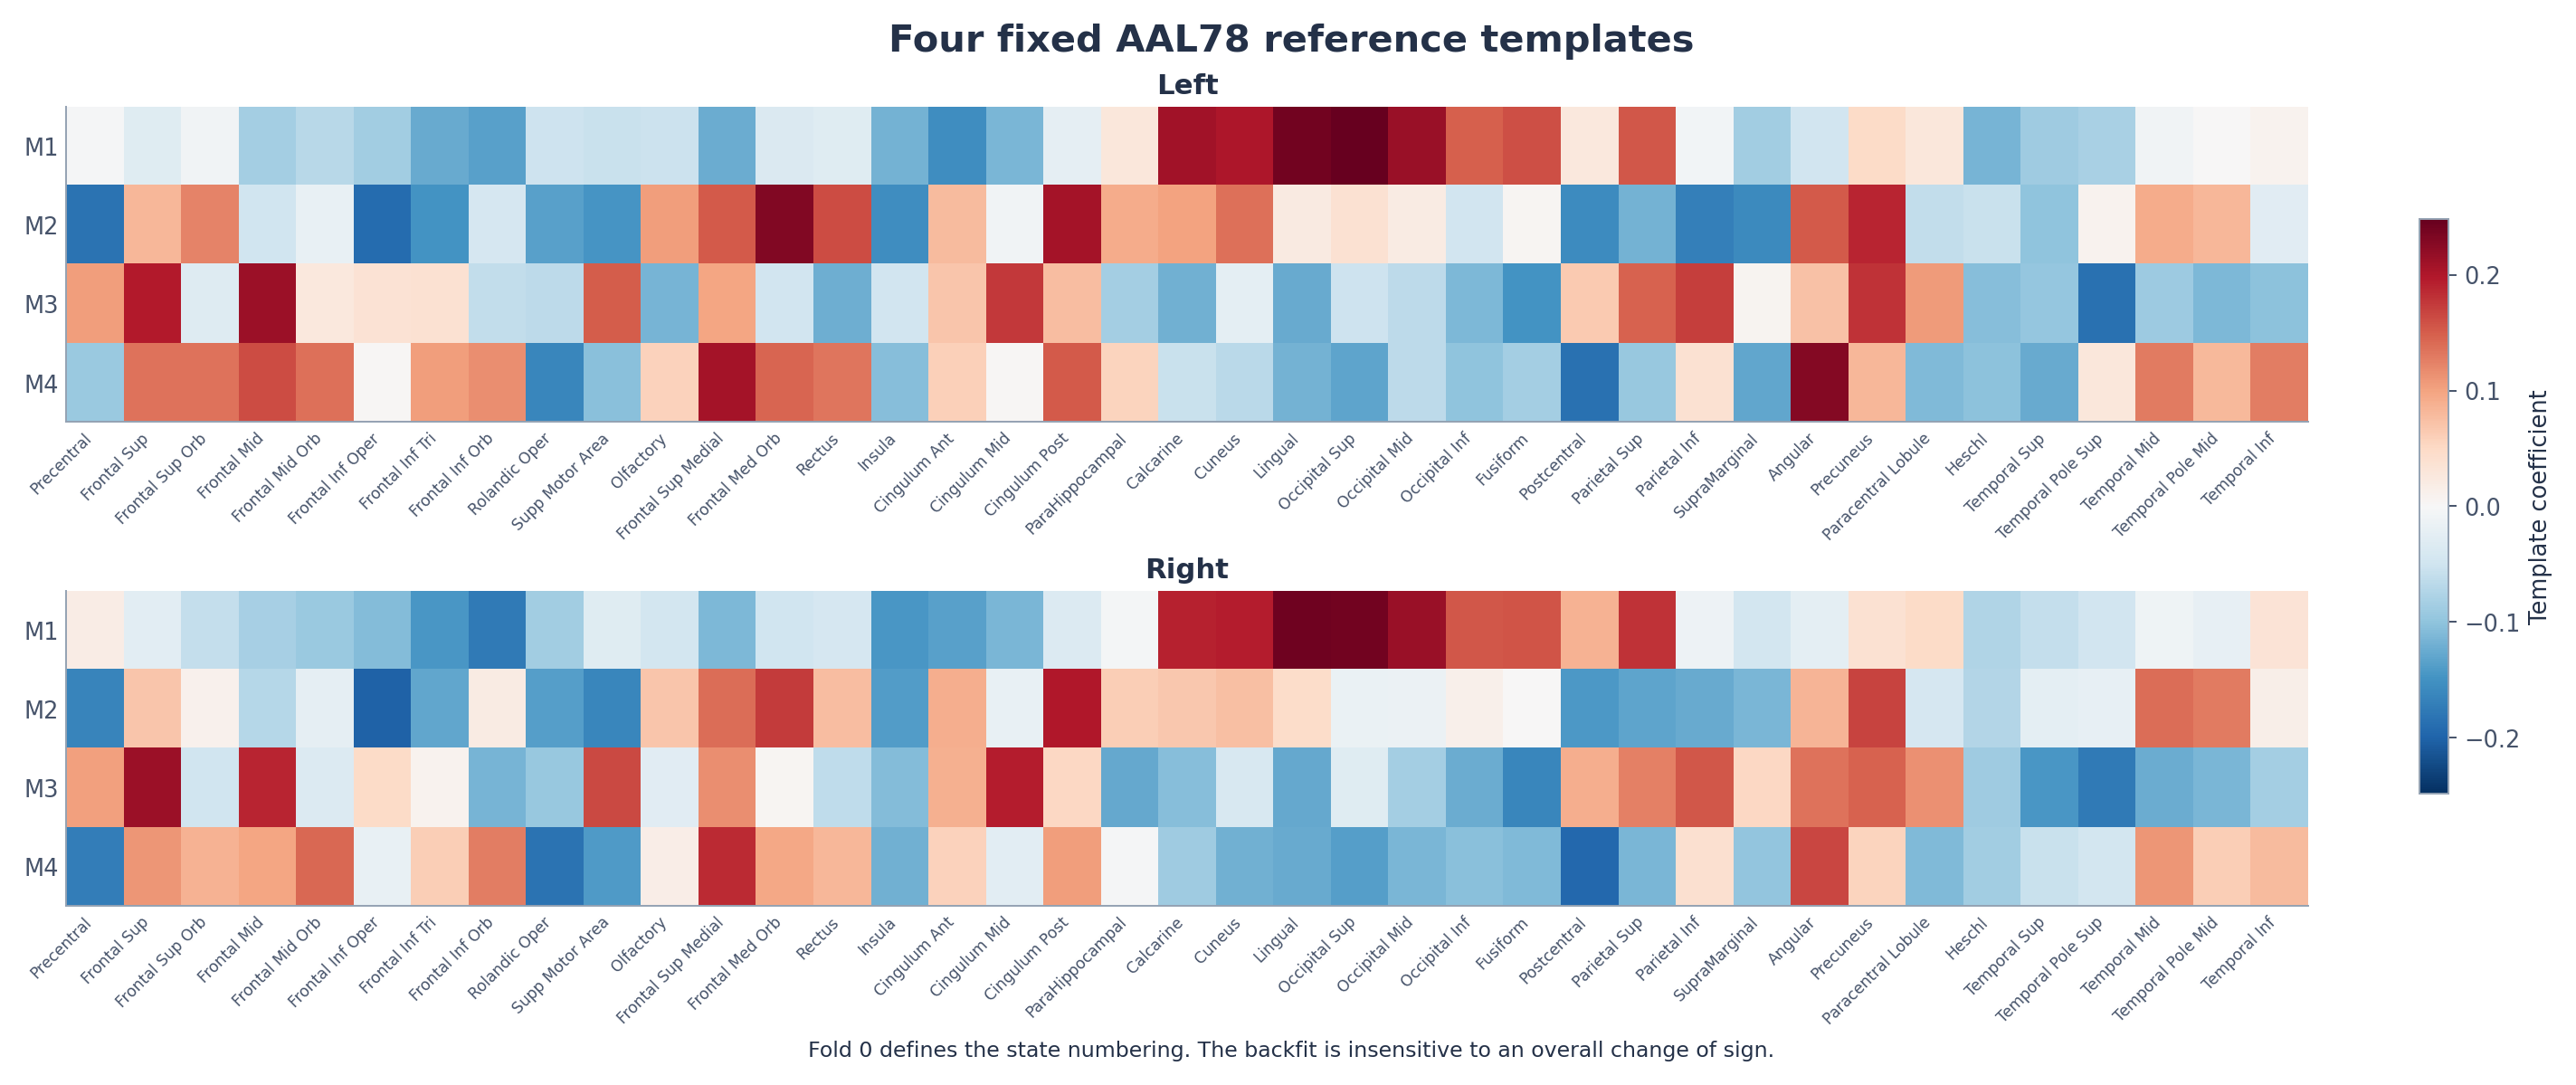 Four fixed AAL78 reference templates
Left
M1
M2
M3
M4
Precentral
Frontal Sup
Frontal Sup Orb
Frontal Mid
Frontal Mid Orb
Frontal Inf Oper
Frontal Inf Tri
Frontal Inf Orb
Rolandic Oper
Supp Motor Area
Olfactory
Frontal Sup Medial
Frontal Med Orb
Rectus
Insula
Cingulum Ant
Cingulum Mid
Cingulum Post
ParaHippocampal
Calcarine
Cuneus
Lingual
Occipital Sup
Occipital Mid
Occipital Inf
Fusiform
Postcentral
Parietal Sup
Parietal Inf
SupraMarginal
Angular
Precuneus
Paracentral Lobule
Heschl
Temporal Sup
Temporal Pole Sup
Temporal Mid
Temporal Pole Mid
Temporal Inf
Right
M1
M2
M3
M4
Precentral
Frontal Sup
Frontal Sup Orb
Frontal Mid
Frontal Mid Orb
Frontal Inf Oper
Frontal Inf Tri
Frontal Inf Orb
Rolandic Oper
Supp Motor Area
Olfactory
Frontal Sup Medial
Frontal Med Orb
Rectus
Insula
Cingulum Ant
Cingulum Mid
Cingulum Post
ParaHippocampal
Calcarine
Cuneus
Lingual
Occipital Sup
Occipital Mid
Occipital Inf
Fusiform
Postcentral
Parietal Sup
Parietal Inf
SupraMarginal
Angular
Precuneus
Paracentral Lobule
Heschl
Temporal Sup
Temporal Pole Sup
Temporal Mid
Temporal Pole Mid
Temporal Inf
0.2
0.1
0.0
−0.1
−0.2
Template coefficient
Fold 0 defines the state numbering. The backfit is insensitive to an overall change of sign.